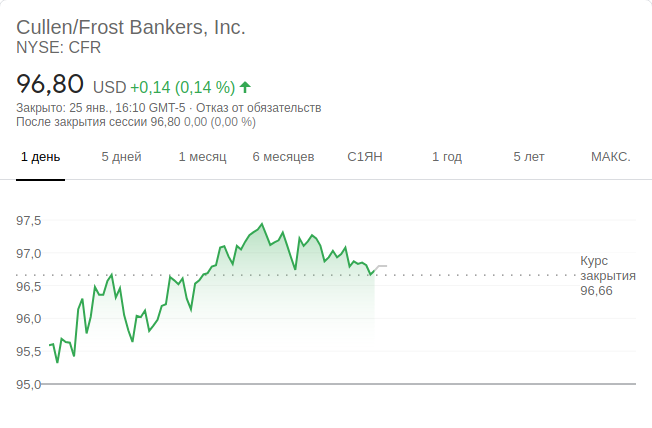 Cullen/Frost Bankers, Inc.
NYSE: CFR
96,80 USD +0,14 (0,14 %)
Закрыто: 25 янв., 16:10 GMT-5 · Отказ от обязательств
После закрытия сессии 96,80 0,00 (0,00 %)
1 день 5 дней 1 месяц 6 месяцев С1ЯН 1 год 5 лет МАКС.
97,5
97,0
96,5
96,0
95,5
95,0
Курс
закрытия
96,66